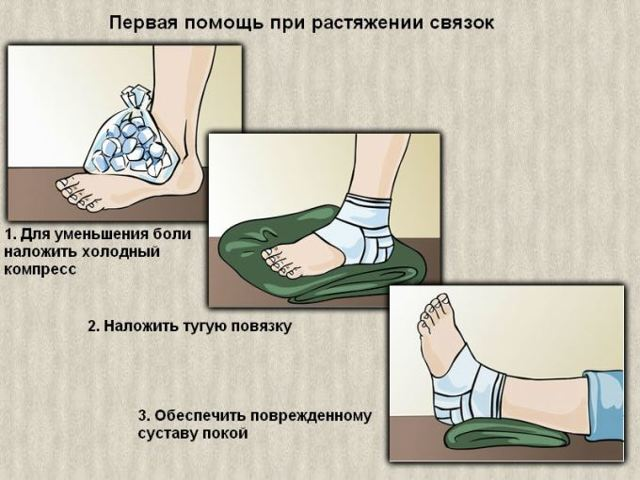 Первая помощь при растяжении связок
1. Для уменьшения боли
наложить холодный
компресс
2. Наложить тугую повязку
3. Обеспечить поврежденному
суставу покой